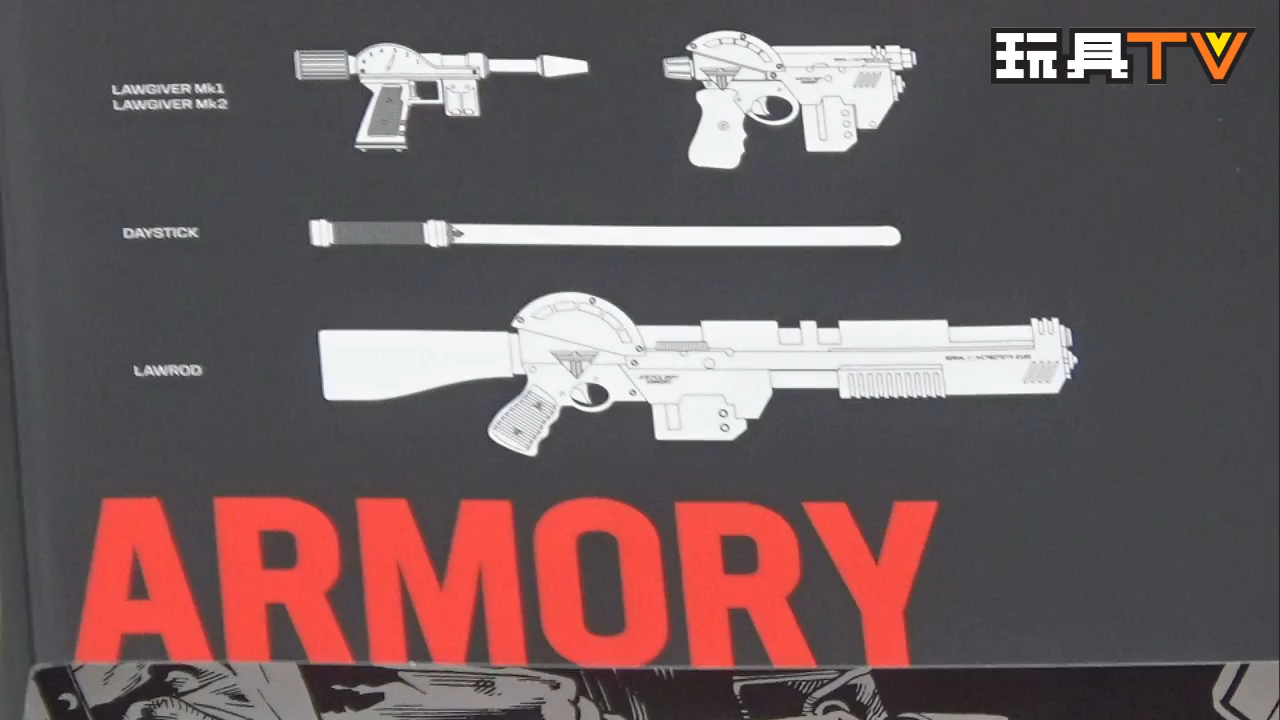 玩具TV
LAWGIVER Mk1
LAWGIVER Mk2
DAYSTICK
LAWROD
ARMORY